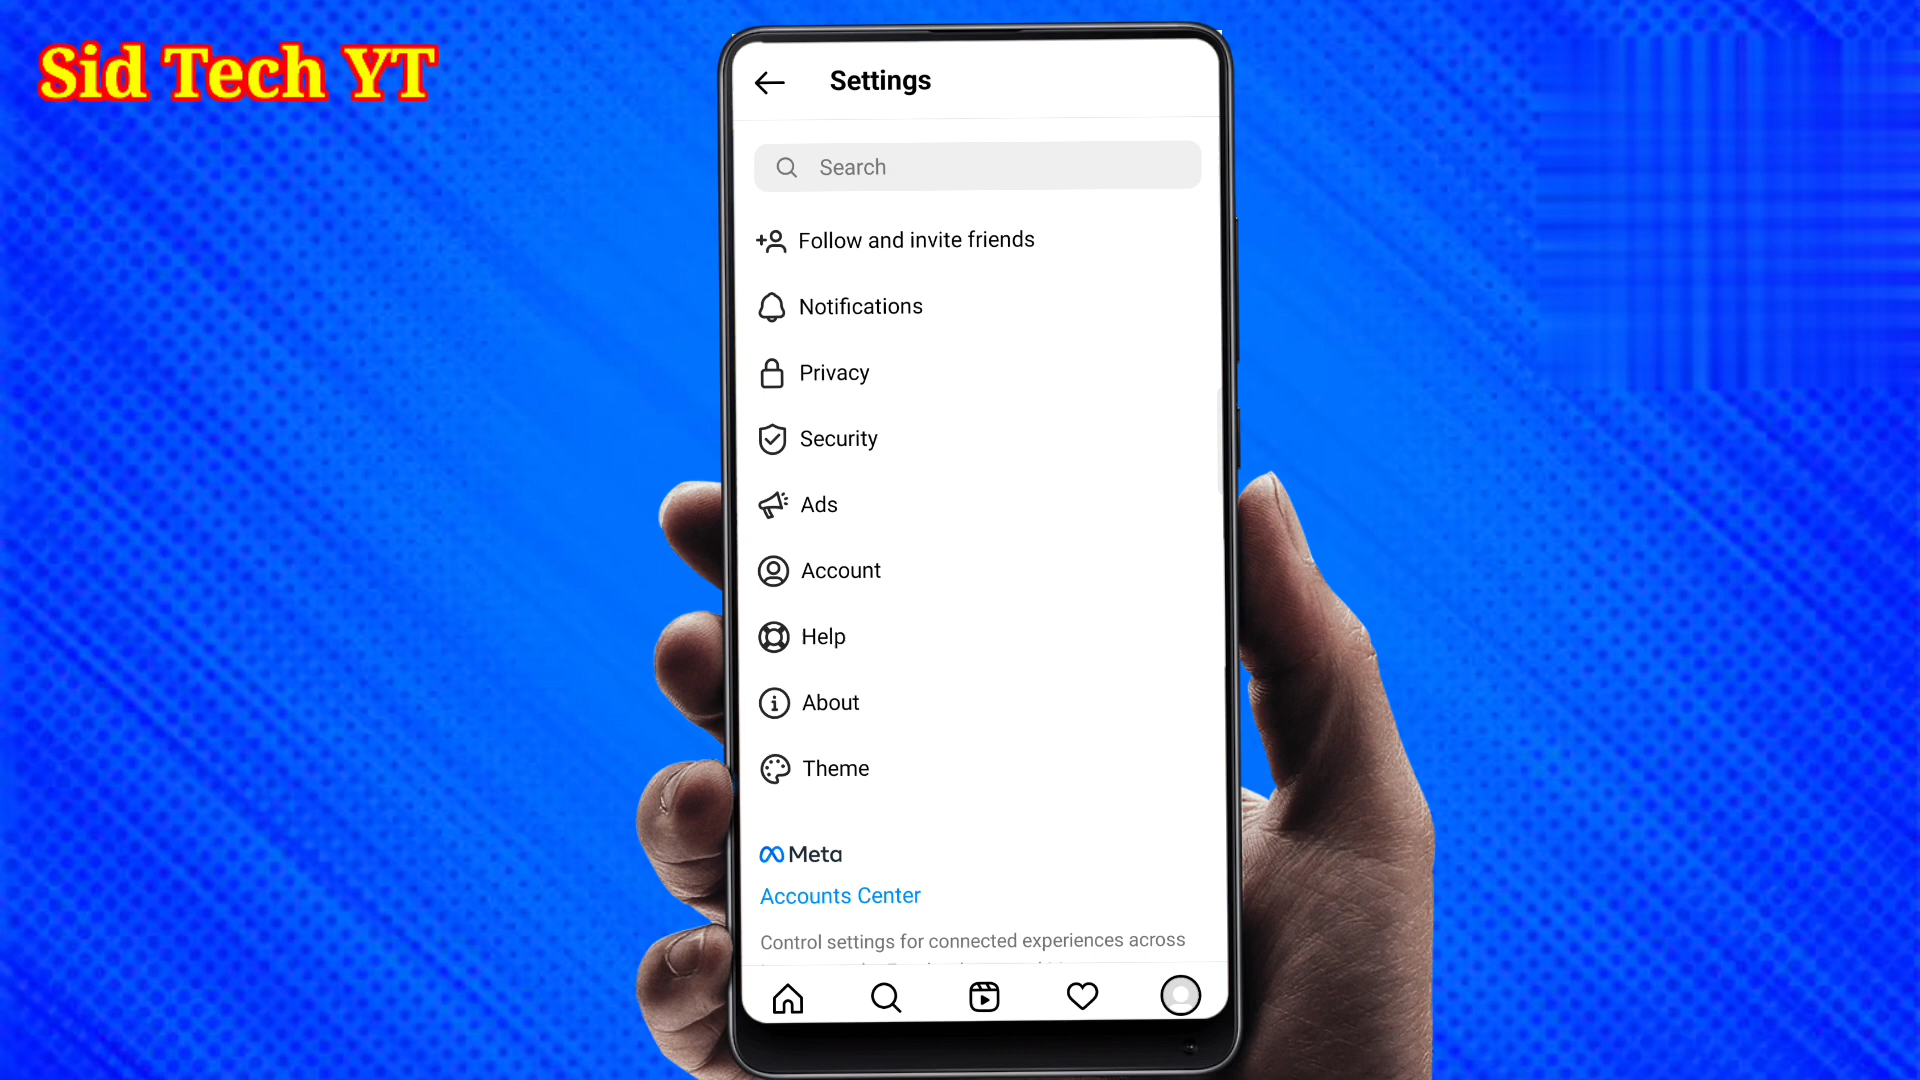 Sid Tech YT
Settings
Search
Follow and invite friends
Notifications
Privacy
Security
Ads
Account
Help
About
Theme
Meta
Accounts Center
Control settings for connected experiences across